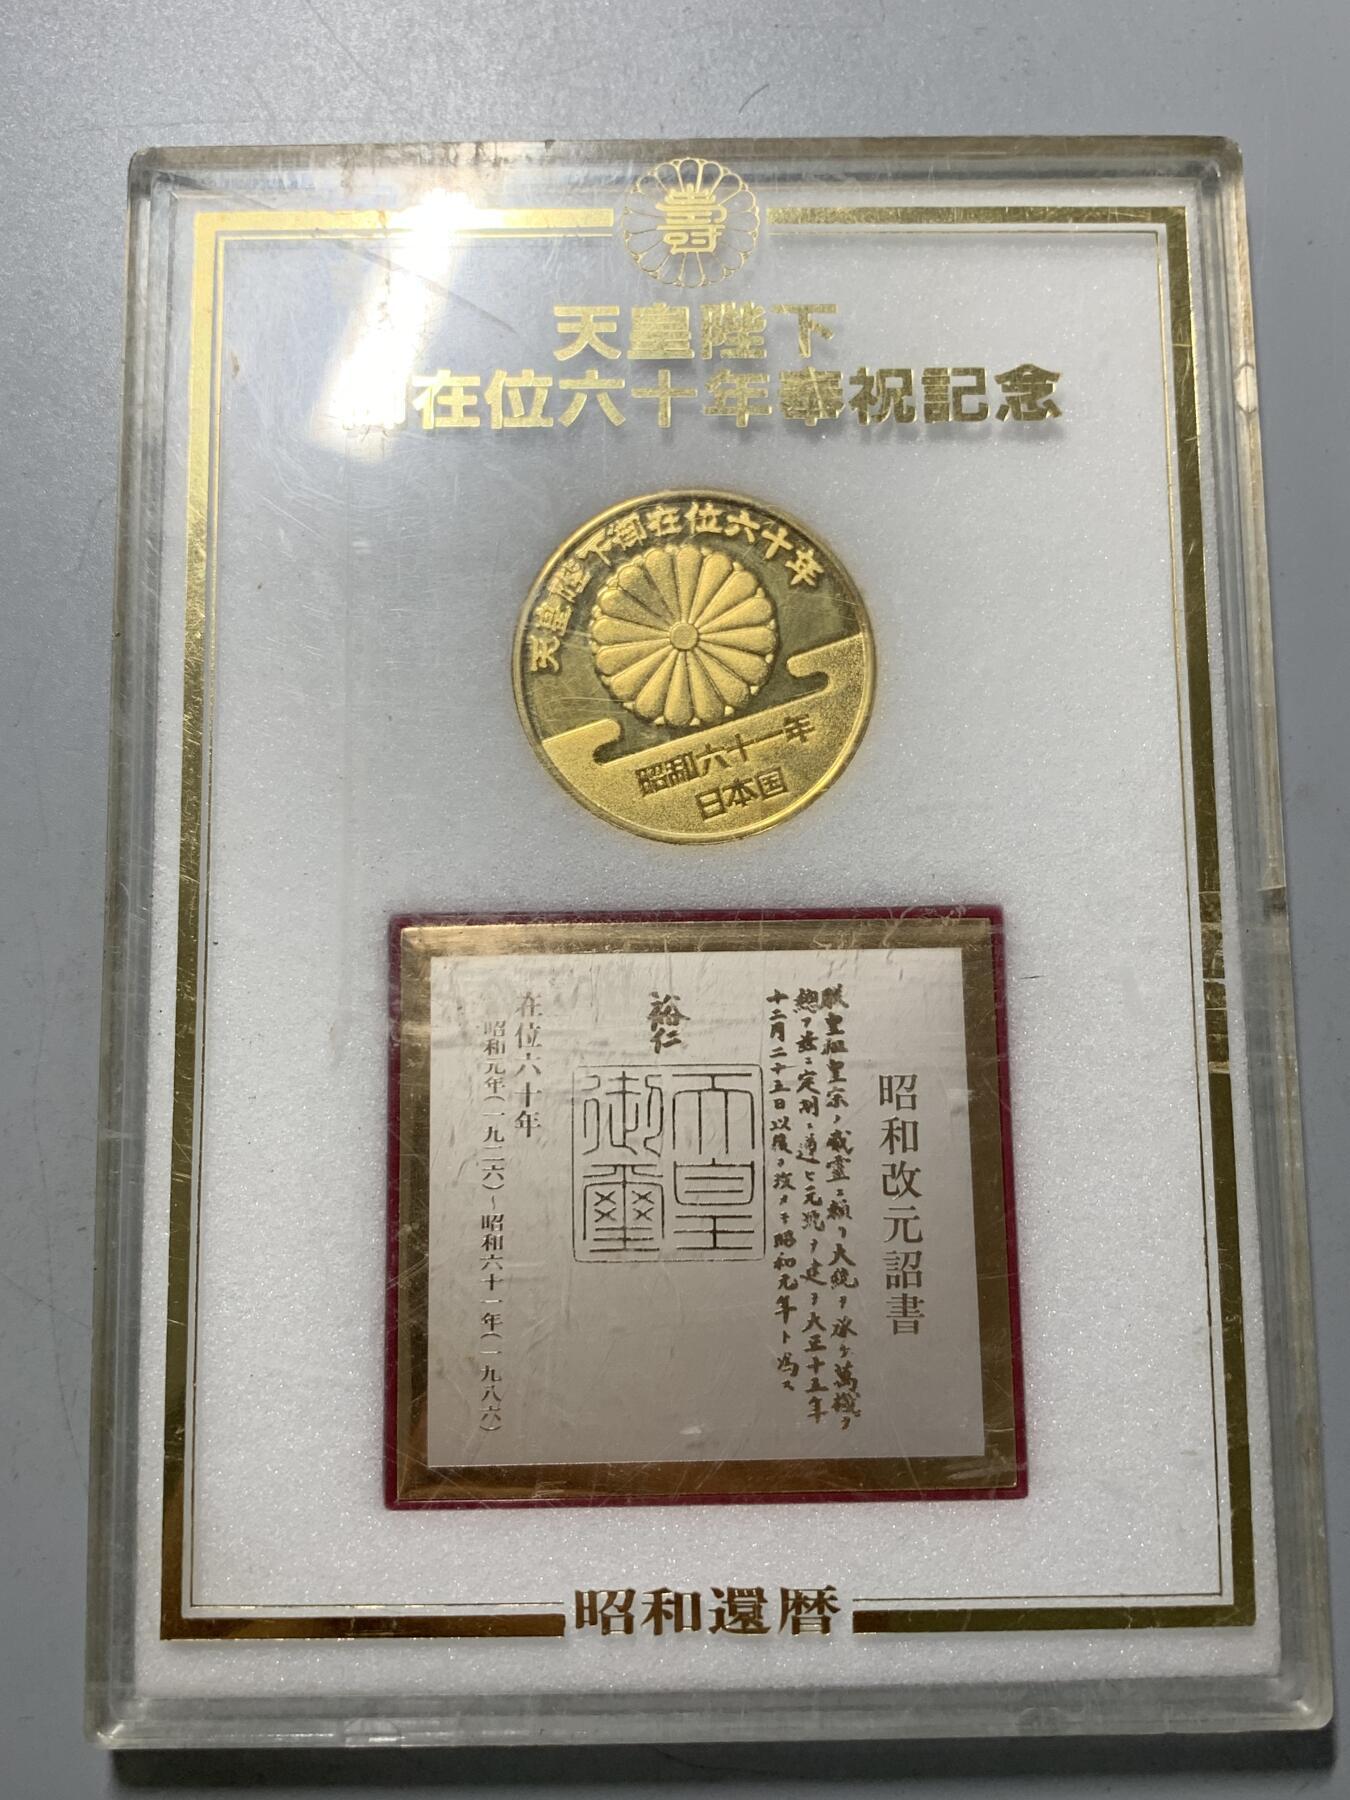 壽
天皇陛下
御在位六十年奉祝記念
天皇陛下御在位六十年
昭和六十一年
日本国
昭和改元詔書
朕皇祖皇宗ノ威靈ニ頼リ大統ヲ承ケ萬機ヲ
總フ茲ニ定制ニ遵ヒ元號ヲ建テ大正十五年
十二月二十五日以後ヲ改メテ昭和元年ト為ス
裕仁
天皇
御璽
在位六十年
昭和元年(一九二六)~昭和六十一年(一九八六)
昭和還暦